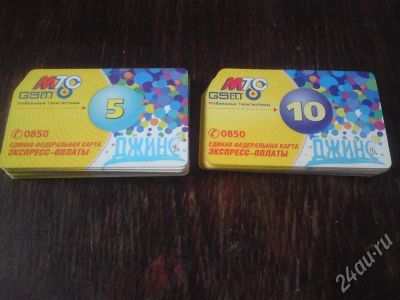 МТС
GSM
Мобильные ТелеСистемы
5
✆0850
ЕДИНАЯ ФЕДЕРАЛЬНАЯ КАРТА
ЭКСПРЕСС-ОПЛАТЫ
ДЖИНС
МТС
GSM
Мобильные ТелеСистемы
10
✆0850
ЕДИНАЯ ФЕДЕРАЛЬНАЯ КАРТА
ЭКСПРЕСС-ОПЛАТЫ
ДЖИНС
24au.ru